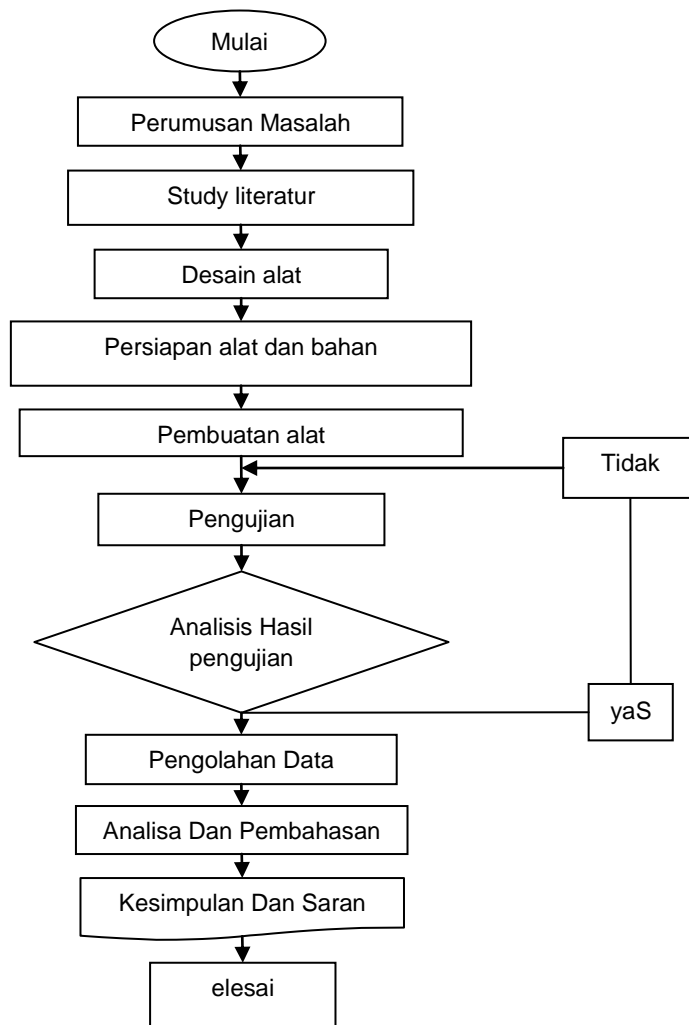 Mulai
Perumusan Masalah
Study literatur
Desain alat
Persiapan alat dan bahan
Pembuatan alat
Tidak
Pengujian
Analisis Hasil
pengujian
yaS
Pengolahan Data
Analisa Dan Pembahasan
Kesimpulan Dan Saran
elesai